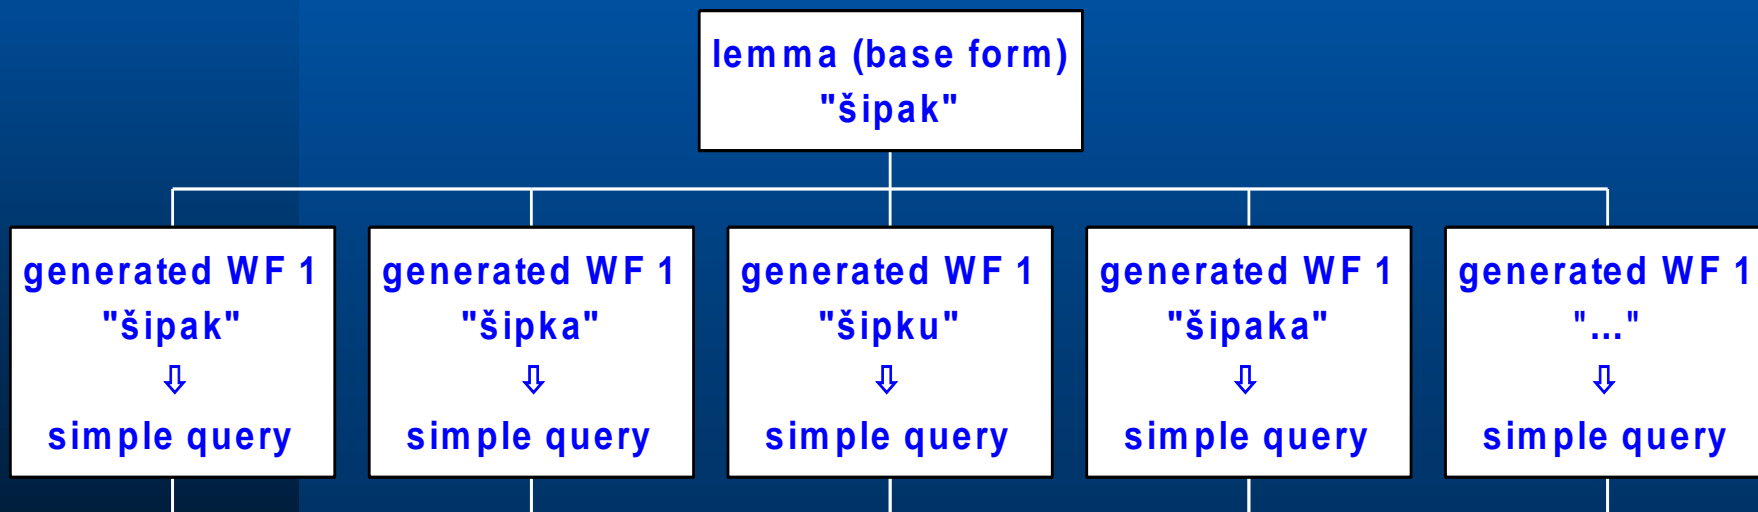 lemma (base form)
"šipak"
generated WF 1
"šipak"
⇩
simple query
generated WF 1
"šipka"
⇩
simple query
generated WF 1
"šipku"
⇩
simple query
generated WF 1
"šipaka"
⇩
simple query
generated WF 1
"..."
⇩
simple query